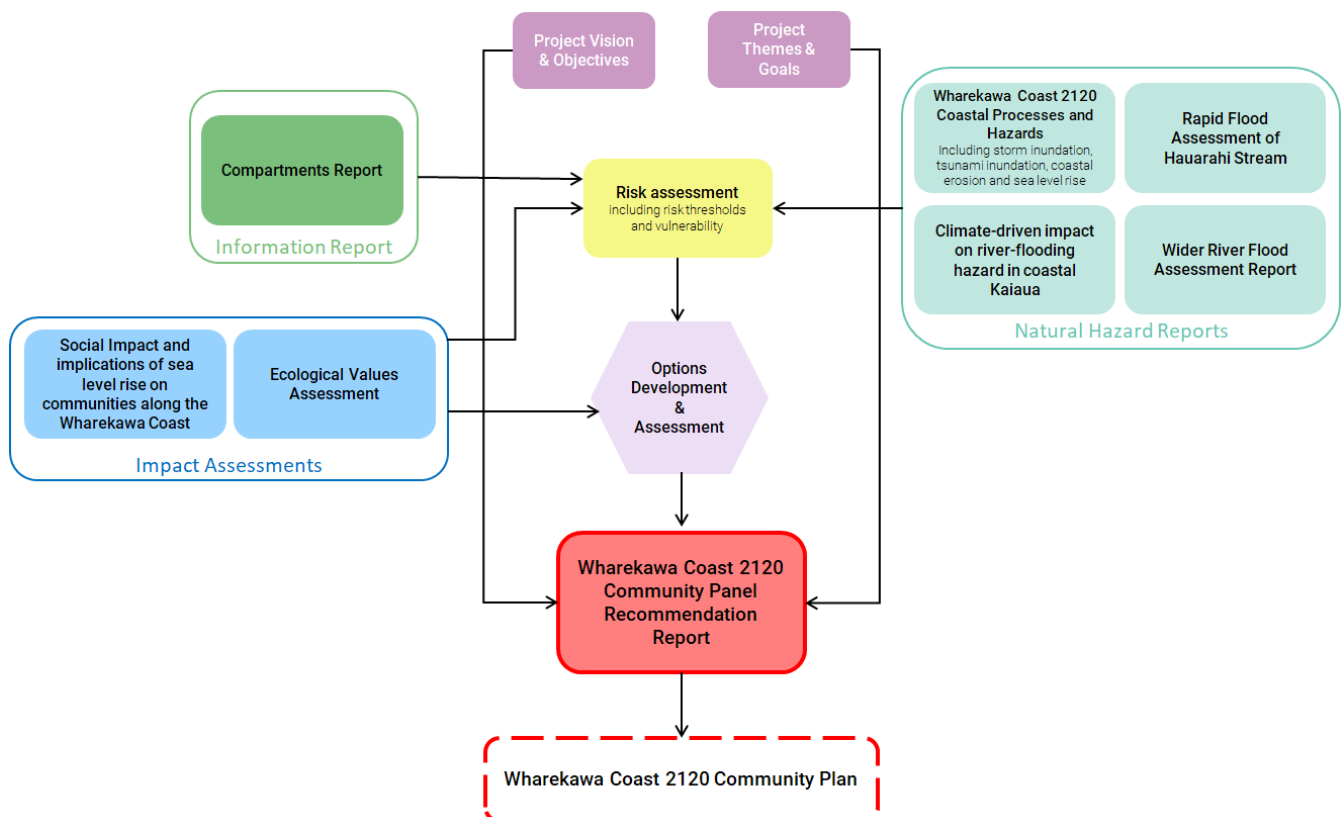 Project Vision
& Objectives
Project
Themes &
Goals
Compartments Report
Information Report
Risk assessment
including risk thresholds
and vulnerability
Wharekawa Coast 2120
Coastal Processes and
Hazards
Including storm inundation,
tsunami inundation, coastal
erosion and sea level rise
Rapid Flood
Assessment of
Hauarahi Stream
Climate-driven impact
on river-flooding
hazard in coastal
Kaiaua
Wider River Flood
Assessment Report
Natural Hazard Reports
Social Impact and
implications of sea
level rise on
communities along the
Wharekawa Coast
Ecological Values
Assessment
Impact Assessments
Options
Development
&
Assessment
Wharekawa Coast 2120
Community Panel
Recommendation
Report
Wharekawa Coast 2120 Community Plan